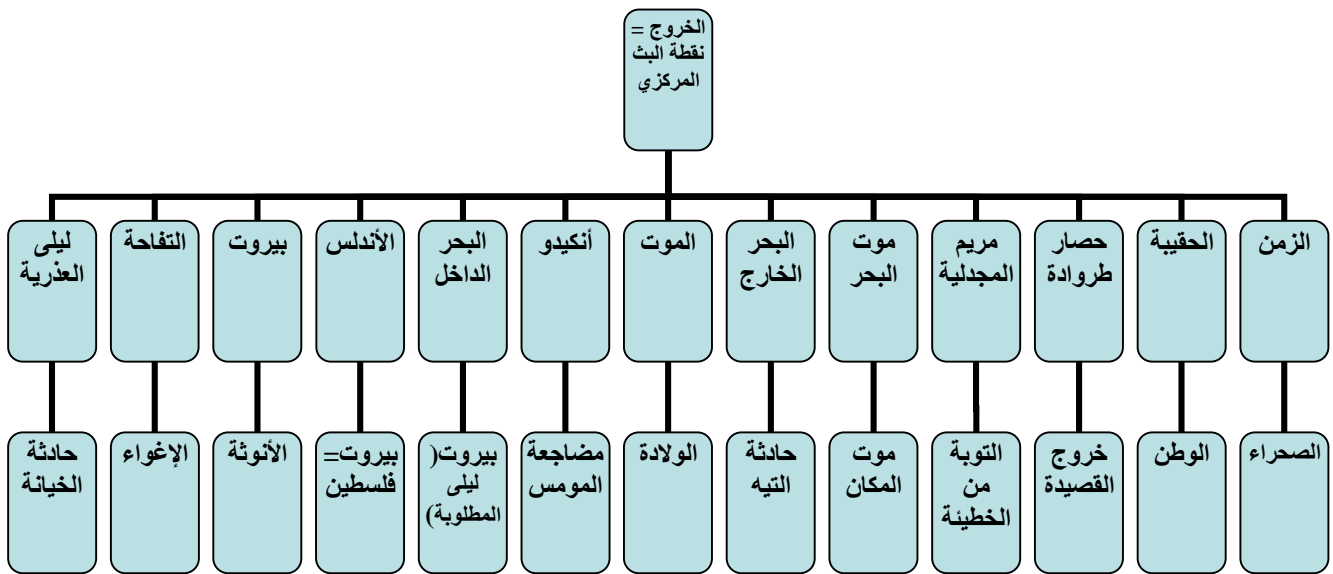 الخروج =
نقطة البث
المركزي
الزمن
الحقيبة
حصار
طروادة
مريم
المجدلية
موت
البحر
البحر
الخارج
الموت
أنكيدو
البحر
الداخل
الأندلس
بيروت
التفاحة
ليلى
العذرية
الصحراء
الوطن
خروج
القصيدة
التوبة
من
الخطيئة
موت
المكان
حادثة
التيه
الولادة
مضاجعة
المومس
بيروت(
ليلى
المطلوبة)
بيروت=
فلسطين
الأنوثة
الإغواء
حادثة
الخيانة